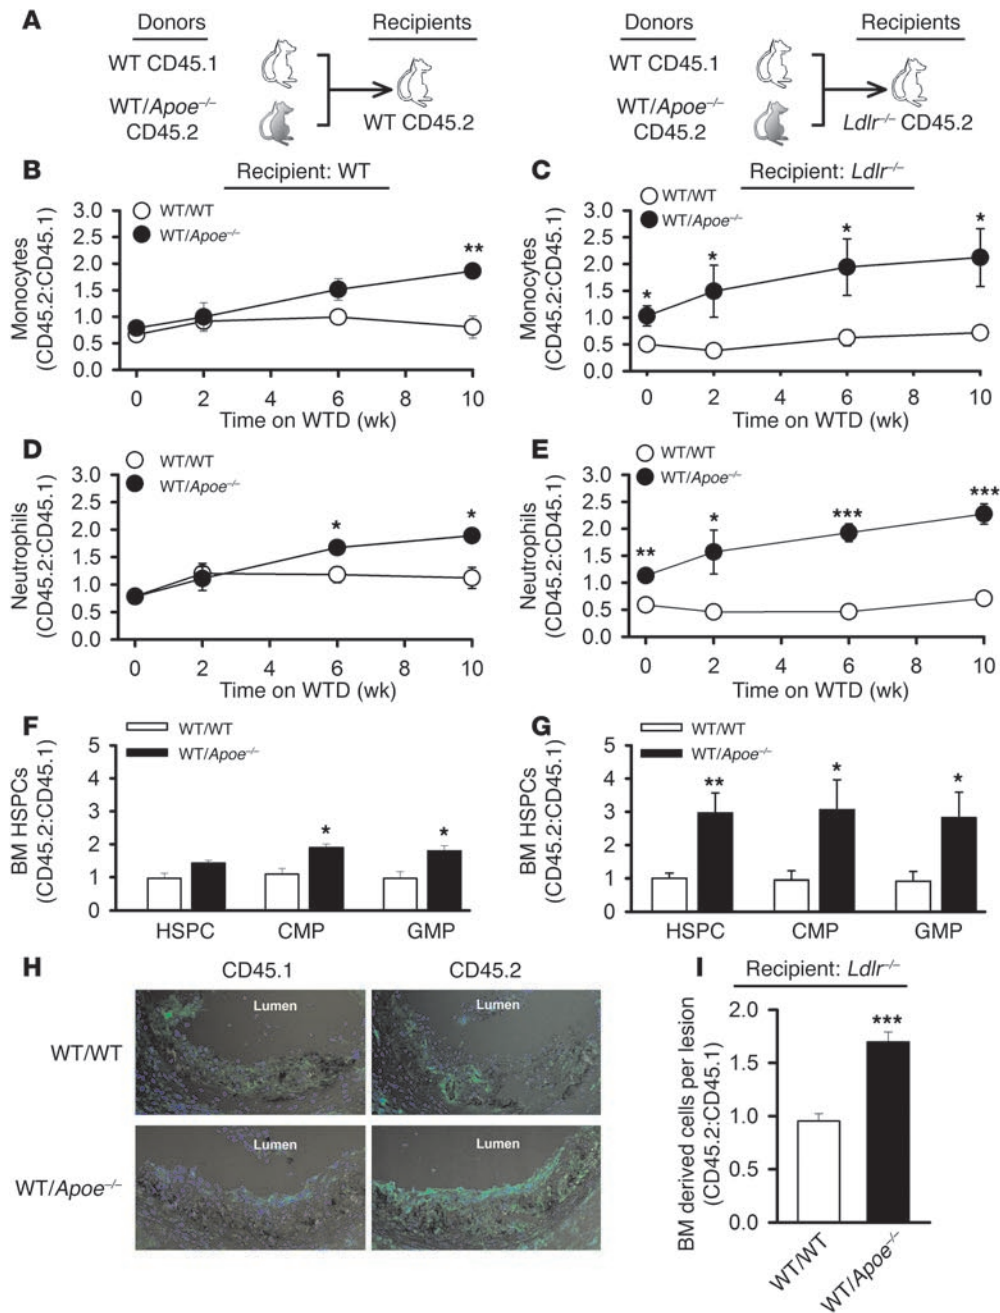 A
Donors Recipients
WT CD45.1
WT/Apoe–/–
CD45.2
WT CD45.2
Donors Recipients
WT CD45.1
WT/Apoe–/–
CD45.2
Ldlr–/– CD45.2
B
Recipient: WT
WT/WT
WT/Apoe–/–
Monocytes
(CD45.2:CD45.1)
3.0
2.5
2.0
1.5
1.0
0.5
0.0
**
0 2 4 6 8 10
Time on WTD (wk)
C
Recipient: Ldlr–/–
WT/WT
WT/Apoe–/–
Monocytes
(CD45.2:CD45.1)
3.0
2.5
2.0
1.5
1.0
0.5
0.0
* * * *
0 2 4 6 8 10
Time on WTD (wk)
D
WT/WT
WT/Apoe–/–
Neutrophils
(CD45.2:CD45.1)
3.0
2.5
2.0
1.5
1.0
0.5
0.0
* *
0 2 4 6 8 10
Time on WTD (wk)
E
WT/WT
WT/Apoe–/–
Neutrophils
(CD45.2:CD45.1)
3.0
2.5
2.0
1.5
1.0
0.5
0.0
** * *** ***
0 2 4 6 8 10
Time on WTD (wk)
F
WT/WT
WT/Apoe–/–
BM HSPCs
(CD45.2:CD45.1)
5
4
3
2
1
0
* *
HSPC CMP GMP
G
WT/WT
WT/Apoe–/–
BM HSPCs
(CD45.2:CD45.1)
5
4
3
2
1
0
** * *
HSPC CMP GMP
H
CD45.1 CD45.2
WT/WT
Lumen Lumen
WT/Apoe–/–
Lumen Lumen
I
Recipient: Ldlr–/–
BM derived cells per lesion
(CD45.2:CD45.1)
2.0
1.5
1.0
0.5
0.0
***
WT/WT
WT/Apoe–/–